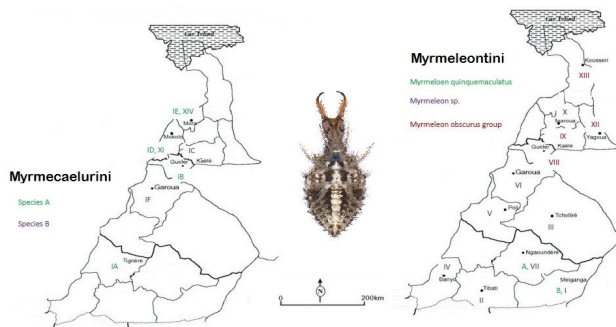 Lac Tchad
IE, XIV
Mora
Mokolo
ID, XI
IC
Guider
Kaélé
Myrmecaelurini
IB
Garoua
Species A
IF
Species B
Tignère
IA
N
0 200km
Myrmeleontini
Lac Tchad
Kousseri
XIII
Myrmeloen quinquemaculatus
Myrmeleon sp.
X
Maroua
XII
Myrmeleon obscurus group
IX
Yagoua
Guider
Kaélé
VIII
Garoua
VI
Poli
V
Tcholliré
III
Ngaoundéré
IV
A, VII
Banyo
Meiganga
Tibati
B, I
II